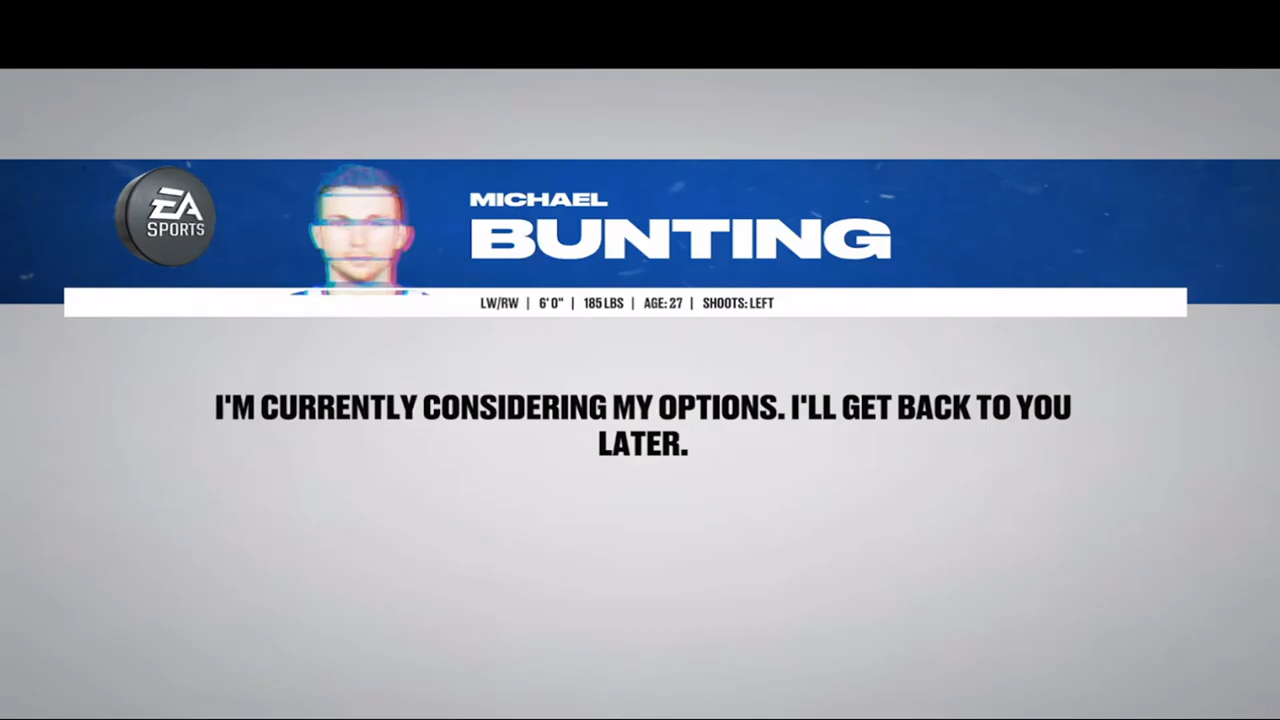 EA
SPORTS
MICHAEL
BUNTING
LW/RW | 6' 0" | 185 LBS | AGE: 27 | SHOOTS: LEFT
I'M CURRENTLY CONSIDERING MY OPTIONS. I'LL GET BACK TO YOU
LATER.